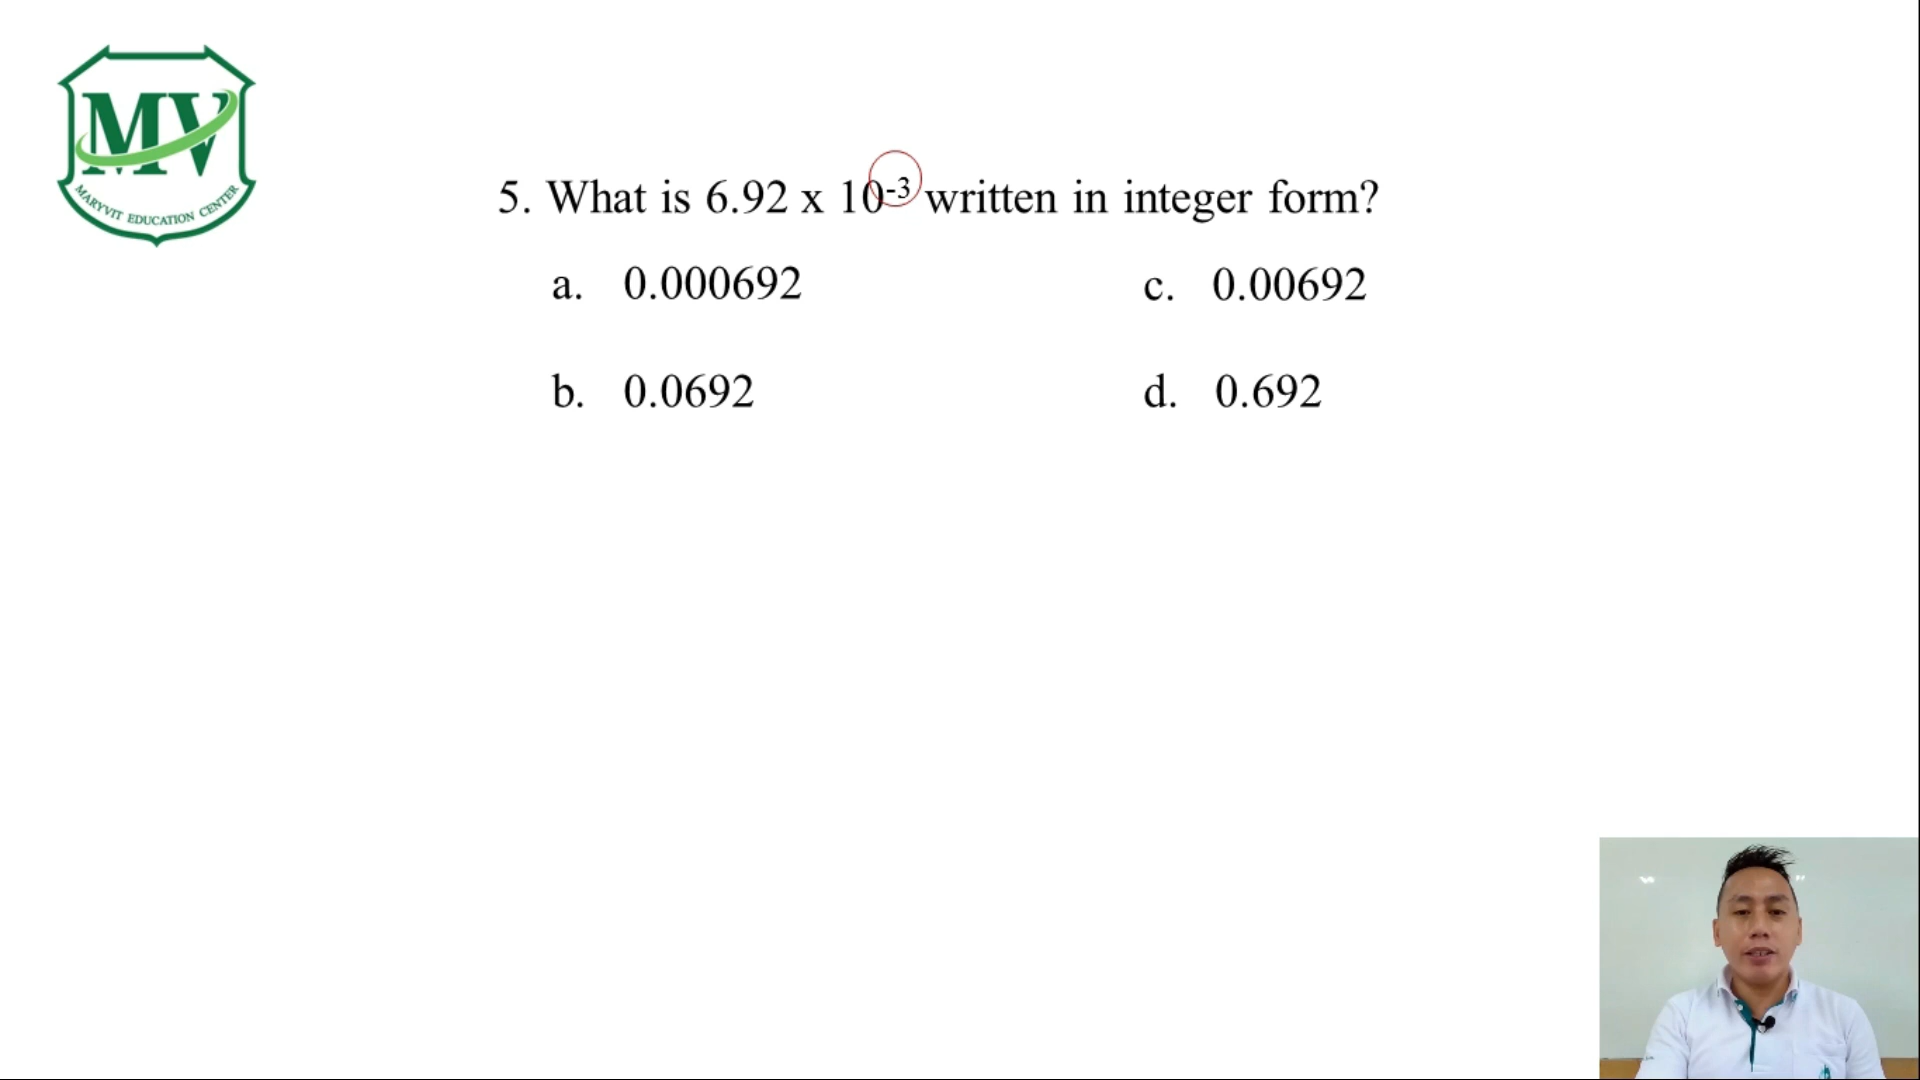 MV
MARYVIT EDUCATION CENTER
5. What is 6.92 x 10⁻³ written in integer form?
a. 0.000692
c. 0.00692
b. 0.0692
d. 0.692